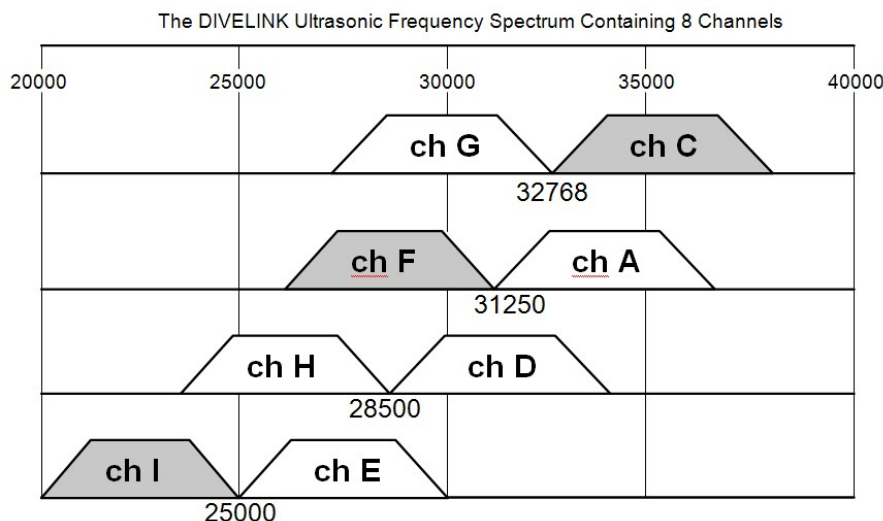 The DIVELINK Ultrasonic Frequency Spectrum Containing 8 Channels
20000 25000 30000 35000 40000
ch G ch C
32768
ch F ch A
31250
ch H ch D
28500
ch I ch E
25000